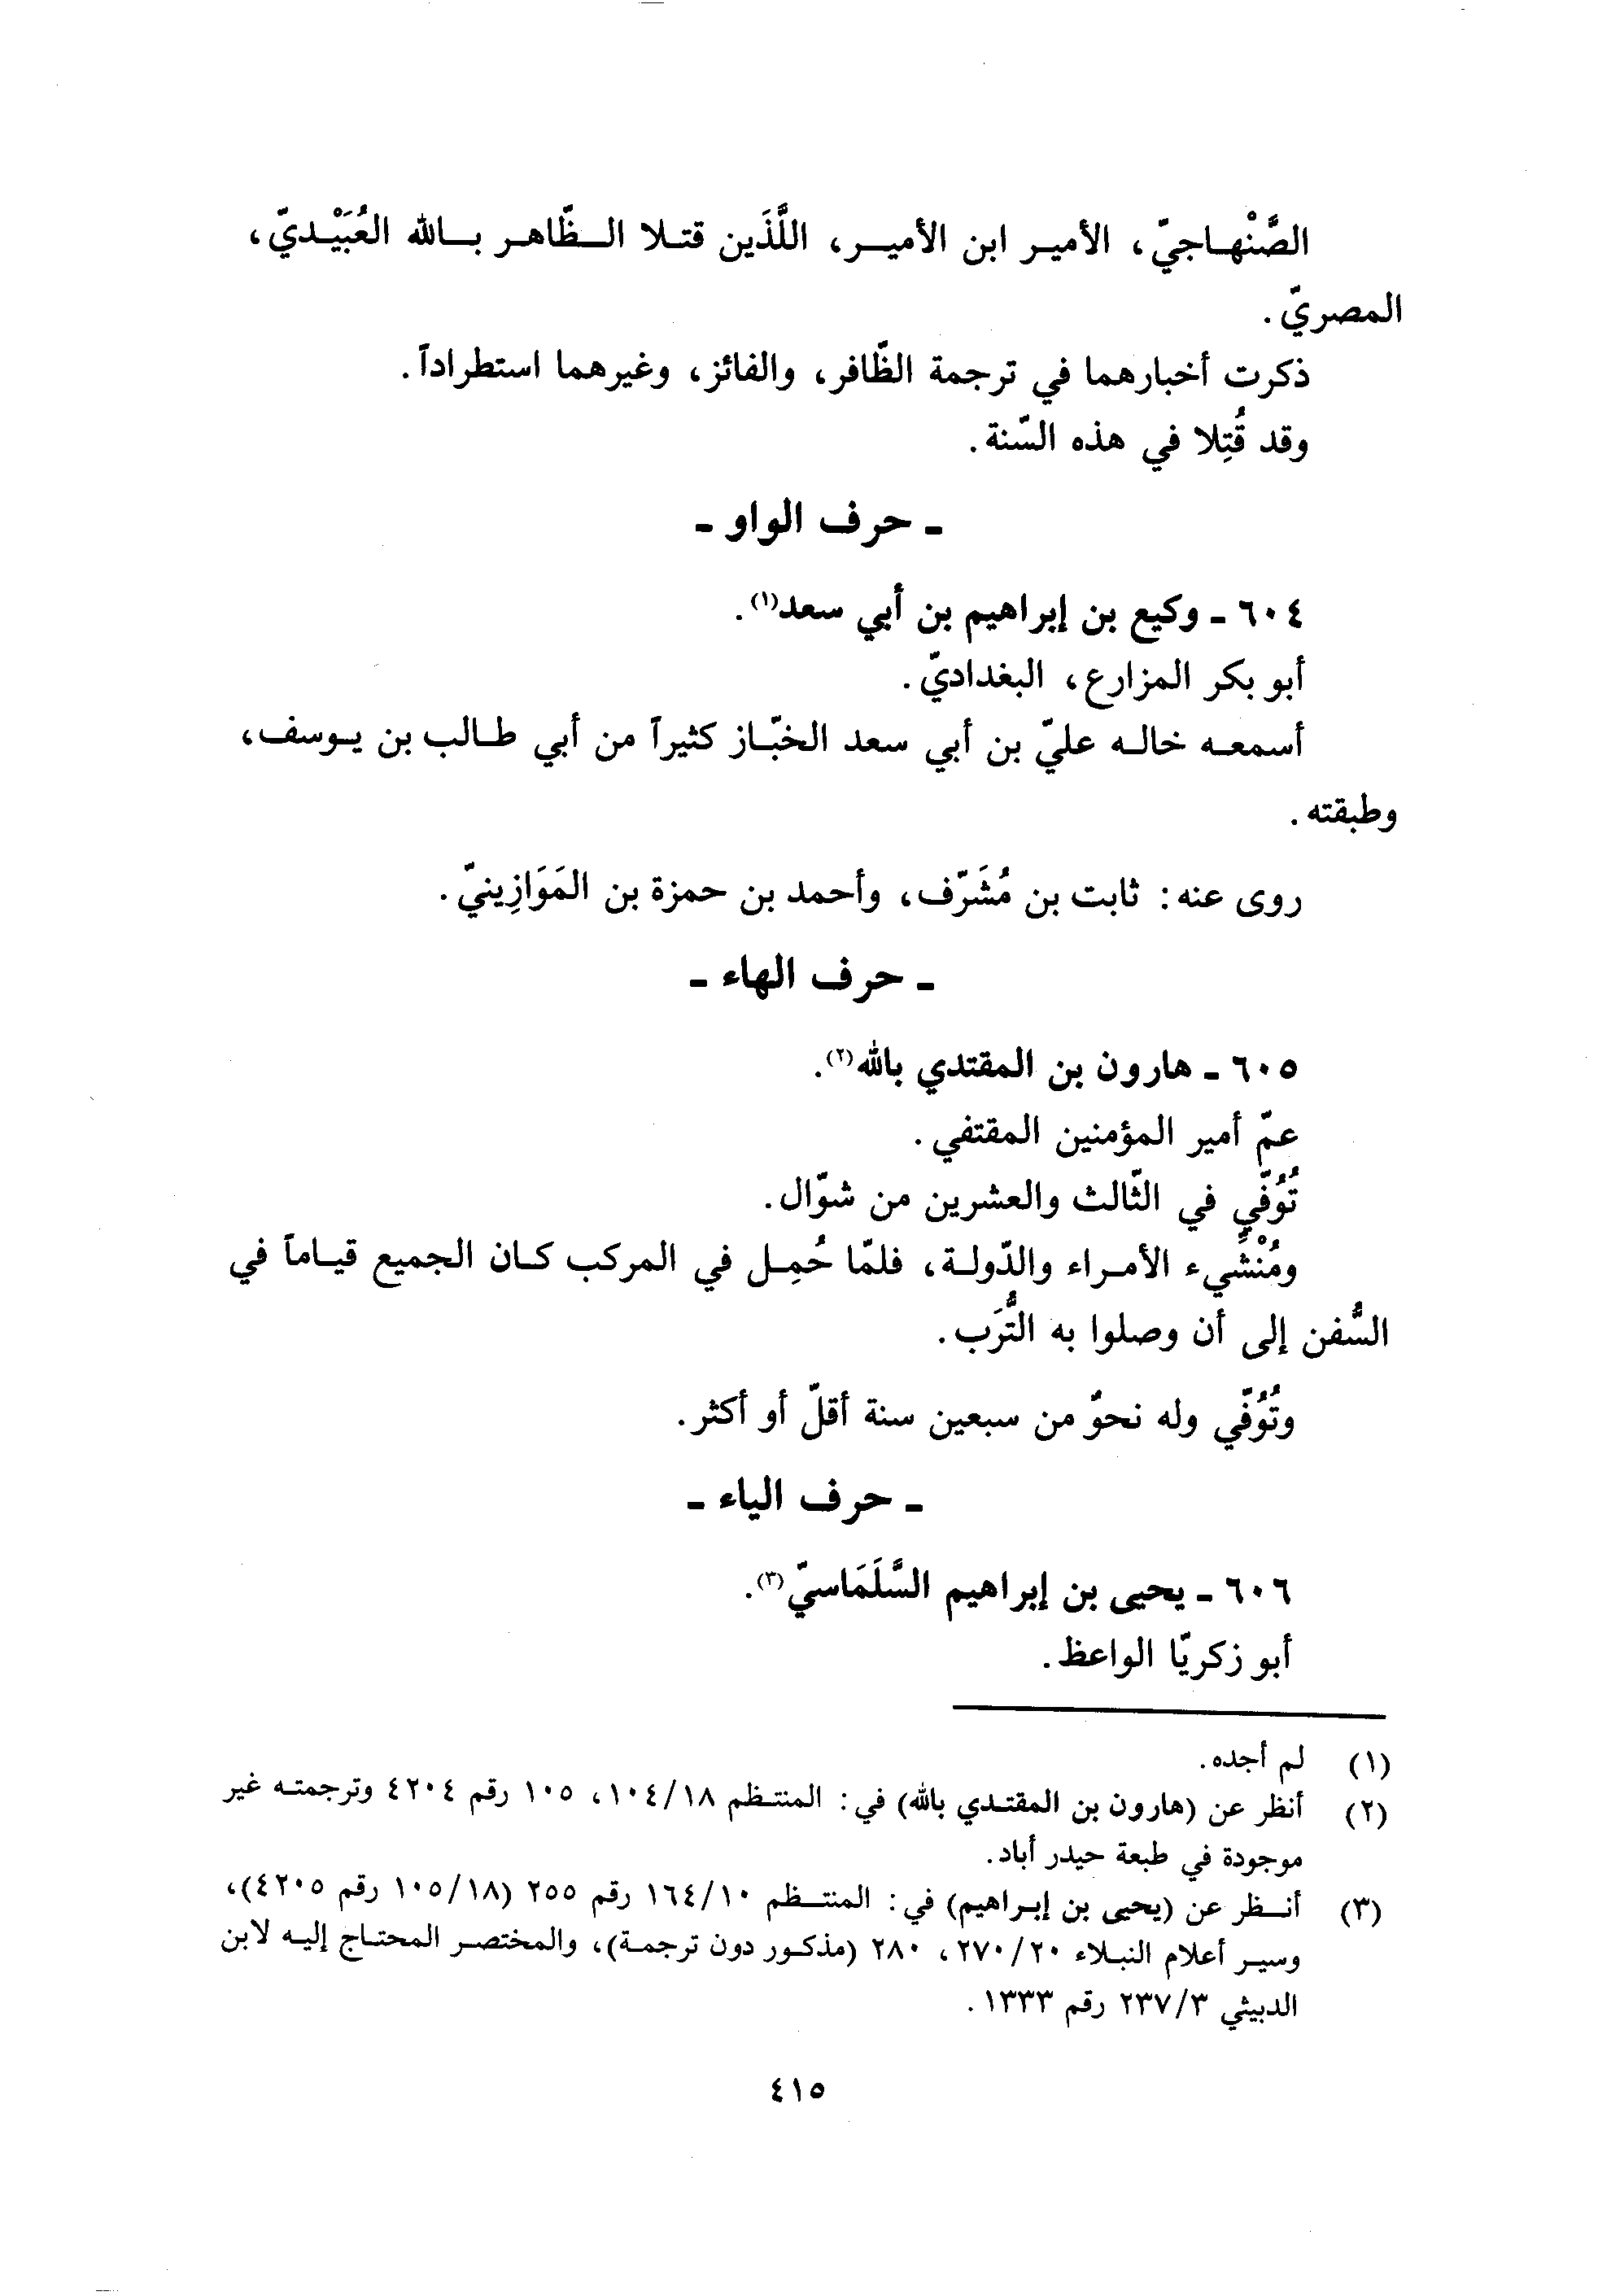 الصَّنْهاجيّ، الأمير ابن الأمير، اللَّذَين قتلا الظّاهر بالله العُبَيْديّ،
المصريّ.
ذكرت أخبارهما في ترجمة الظّافر، والفائز، وغيرهما استطراداً.
وقد قُتِلا في هذه السّنة.
ـ حرف الواو ـ
٦٠٤ ـ وكيع بن إبراهيم بن أبي سعد(١).
أبو بكر المزارع، البغداديّ.
أسمعه خاله عليّ بن أبي سعد الخبّاز كثيراً من أبي طالب بن يوسف،
وطبقته.
روى عنه: ثابت بن مُشَرّف، وأحمد بن حمزة بن المَوَازِينيّ.
ـ حرف الهاء ـ
٦٠٥ ـ هارون بن المقتدي بالله(٢).
عمّ أمير المؤمنين المقتفي.
تُوُفّي في الثّالث والعشرين من شوّال.
ومُنْشِيء الأمراء والدّولة، فلمّا حُمِل في المركب كان الجميع قياماً في
السُّفن إلى أن وصلوا به التُّرَب.
وتُوُفّي وله نحوٌ من سبعين سنة أقلّ أو أكثر.
ـ حرف الياء ـ
٦٠٦ ـ يحيى بن إبراهيم السَّلَمَاسيّ(٣).
أبو زكريّا الواعظ.
(١) لم أجده.
(٢) أنظر عن (هارون بن المقتدي بالله) في: المنتظم ١٠٤/١٨، ١٠٥ رقم ٤٢٠٤ وترجمته غير
موجودة في طبعة حيدر أباد.
(٣) أنظر عن (يحيى بن إبراهيم) في: المنتظم ١٦٤/١٠ رقم ٢٥٥ (١٠٥/١٨ رقم ٤٢٠٥)،
وسير أعلام النبلاء ٢٧٠/٢٠، ٢٨٠ (مذكور دون ترجمة)، والمختصر المحتاج إليه لابن
الدبيثي ٢٣٧/٣ رقم ١٣٣٣.
٤١٥